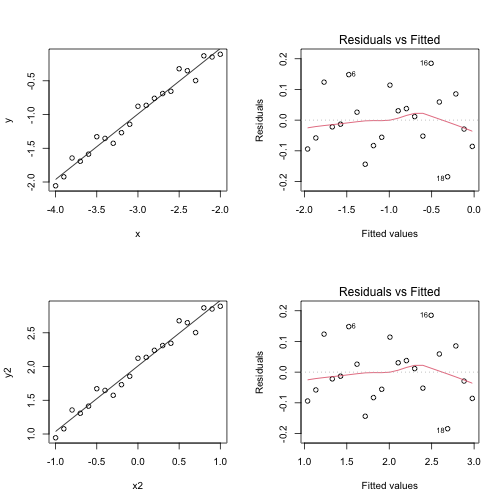 y
-2.0 -1.5 -1.0 -0.5
-4.0 -3.5 -3.0 -2.5 -2.0
x
Residuals vs Fitted
Residuals
-0.2 -0.1 0.0 0.1 0.2
16
6
18
-2.0 -1.5 -1.0 -0.5 0.0
Fitted values
y2
1.0 1.5 2.0 2.5
-1.0 -0.5 0.0 0.5 1.0
x2
Residuals vs Fitted
Residuals
-0.2 -0.1 0.0 0.1 0.2
16
6
18
1.0 1.5 2.0 2.5 3.0
Fitted values